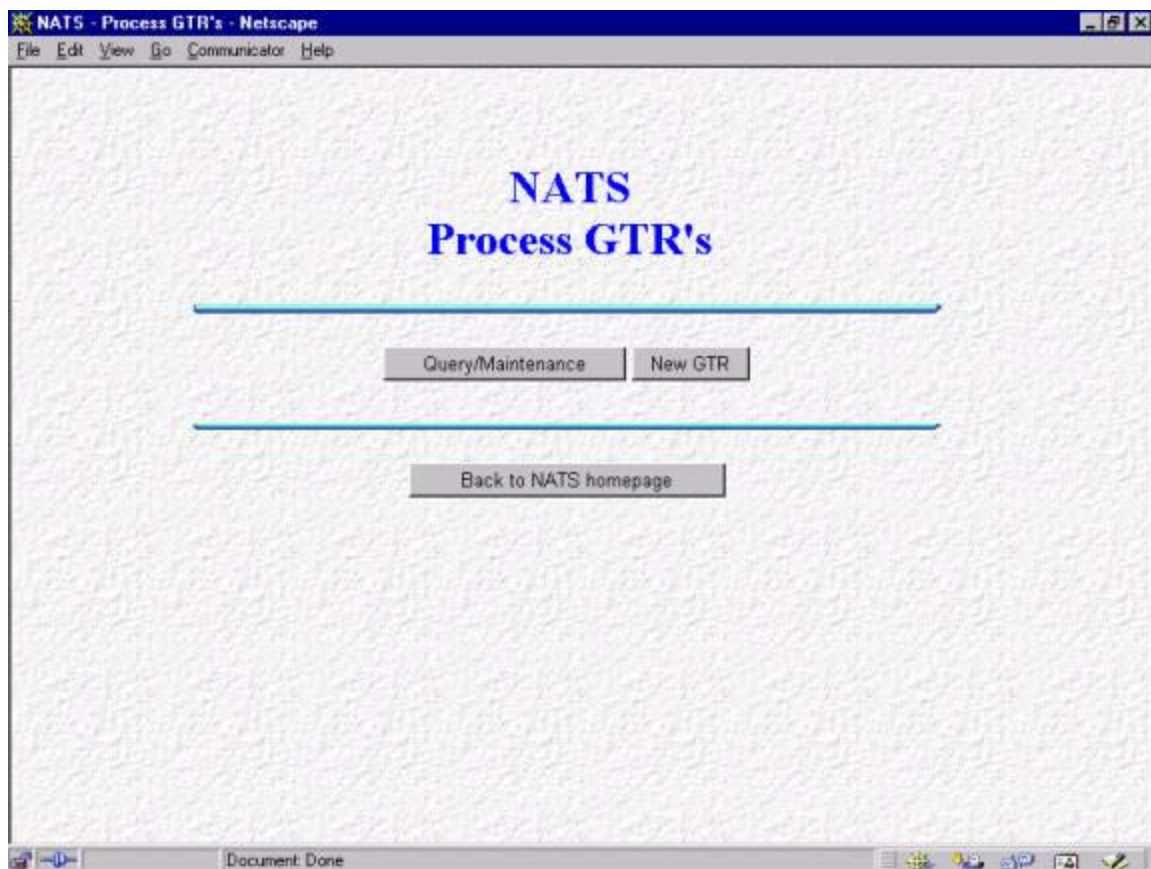 NATS - Process GTR's - Netscape
File Edit View Go Communicator Help
NATS
Process GTR's
Query/Maintenance New GTR
Back to NATS homepage
Document: Done